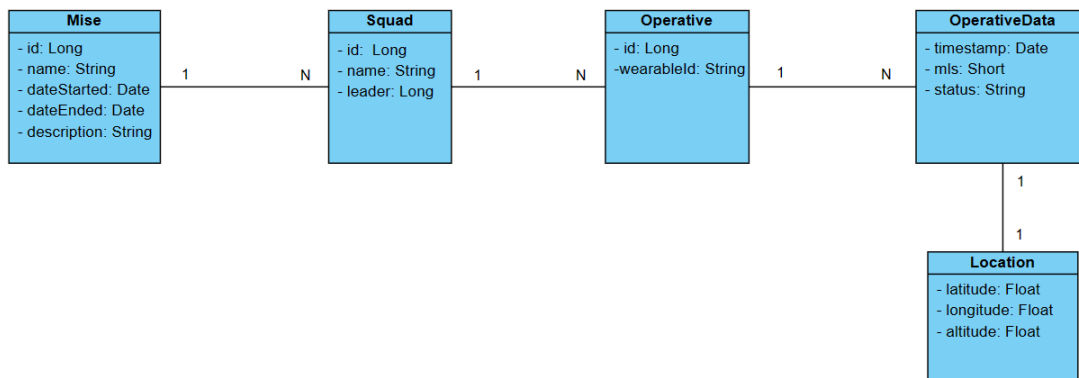 Mise
- id: Long
- name: String
- dateStarted: Date
- dateEnded: Date
- description: String
1
N
Squad
- id:  Long
- name: String
- leader: Long
1
N
Operative
- id: Long
-wearableId: String
1
N
OperativeData
- timestamp: Date
- mls: Short
- status: String
1
1
Location
- latitude: Float
- longitude: Float
- altitude: Float